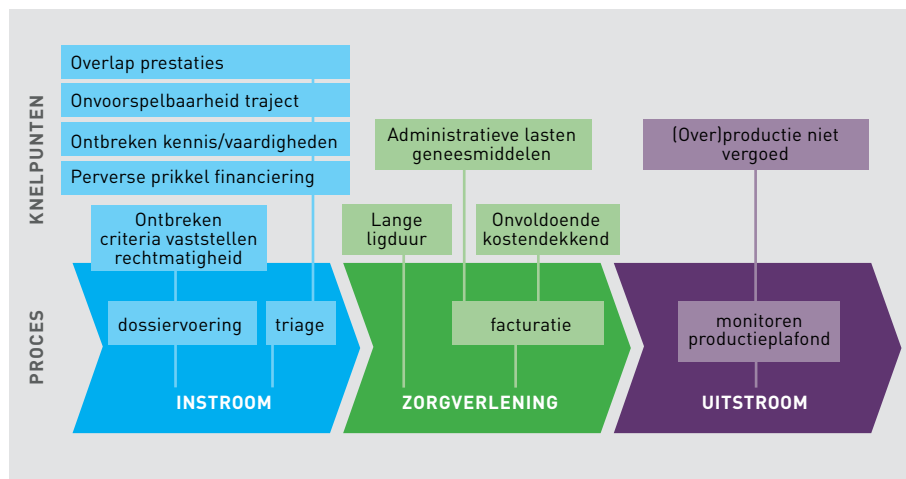 KNELPUNTEN
Overlap prestaties
Onvoorspelbaarheid traject
Ontbreken kennis/vaardigheden
Perverse prikkel financiering
Ontbreken
criteria vaststellen
rechtmatigheid
Administratieve lasten
geneesmiddelen
Lange
ligduur
Onvoldoende
kostendekkend
(Over)productie niet
vergoed
PROCES
dossiervoering
triage
INSTROOM
facturatie
ZORGVERLENING
monitoren
productieplafond
UITSTROOM